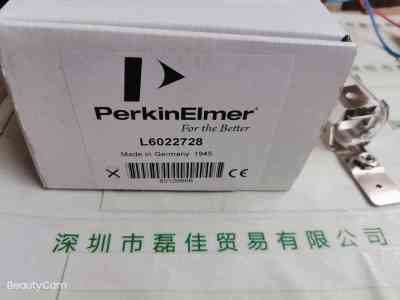 PerkinElmer®
For the Better
L6022728
Made in Germany 1945
CE
深圳市磊佳贸易有限公司
BeautyCam